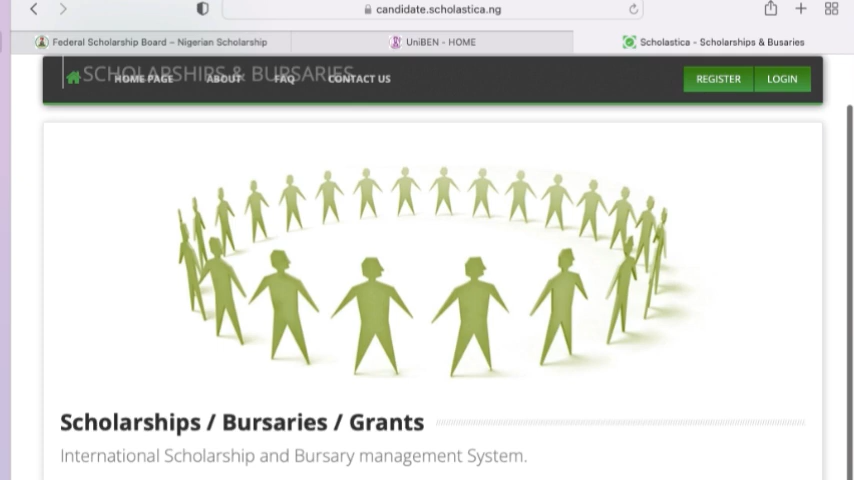 candidate.scholastica.ng
Federal Scholarship Board – Nigerian Scholarship
UniBEN - HOME
Scholastica - Scholarships & Busaries
SCHOLARSHIPS & BURSARIES
HOME PAGE ABOUT FAQ CONTACT US
REGISTER LOGIN
Scholarships / Bursaries / Grants
International Scholarship and Bursary management System.